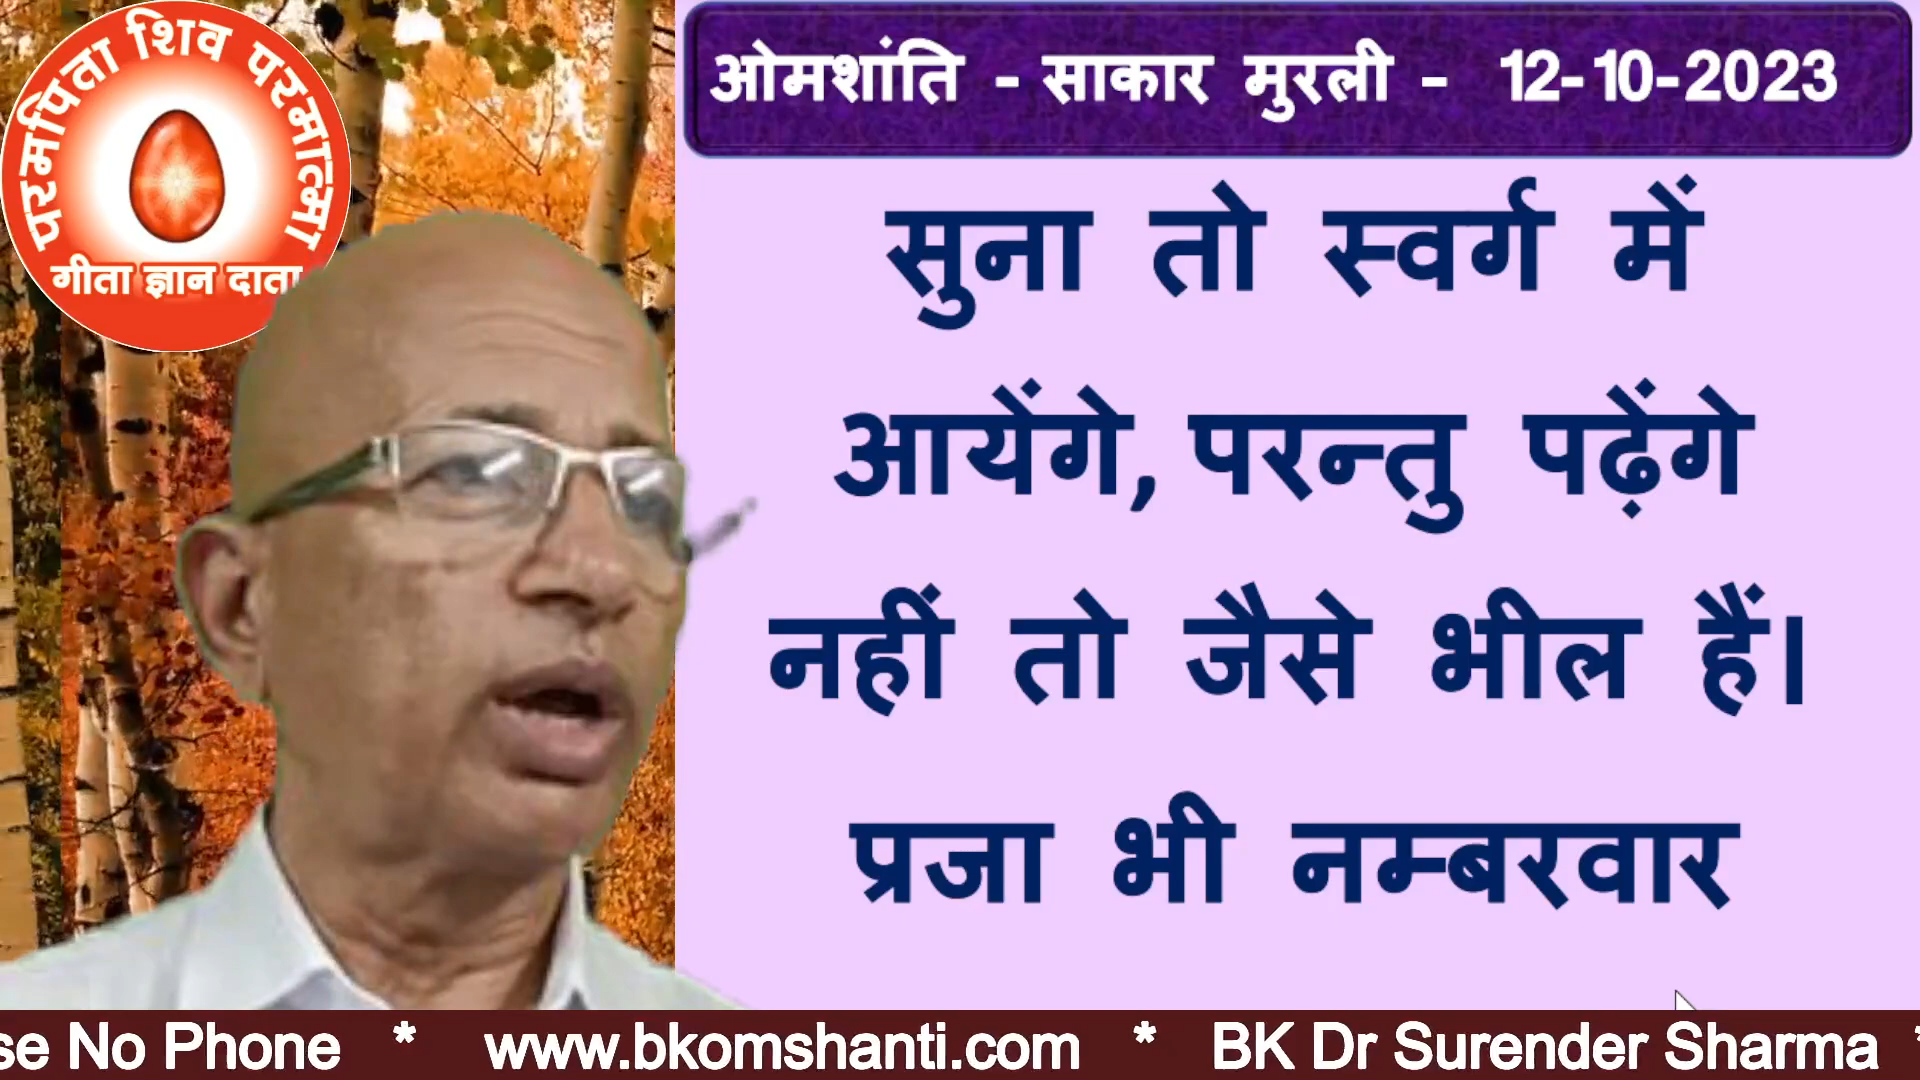 परमपिता शिव परमात्मा
गीता ज्ञान दाता
ओमशांति - साकार मुरली - 12-10-2023
सुना तो स्वर्ग में
आयेंगे, परन्तु पढ़ेंगे
नहीं तो जैसे भील हैं।
प्रजा भी नम्बरवार
No Phone * www.bkomshanti.com * BK Dr Surender Sharma